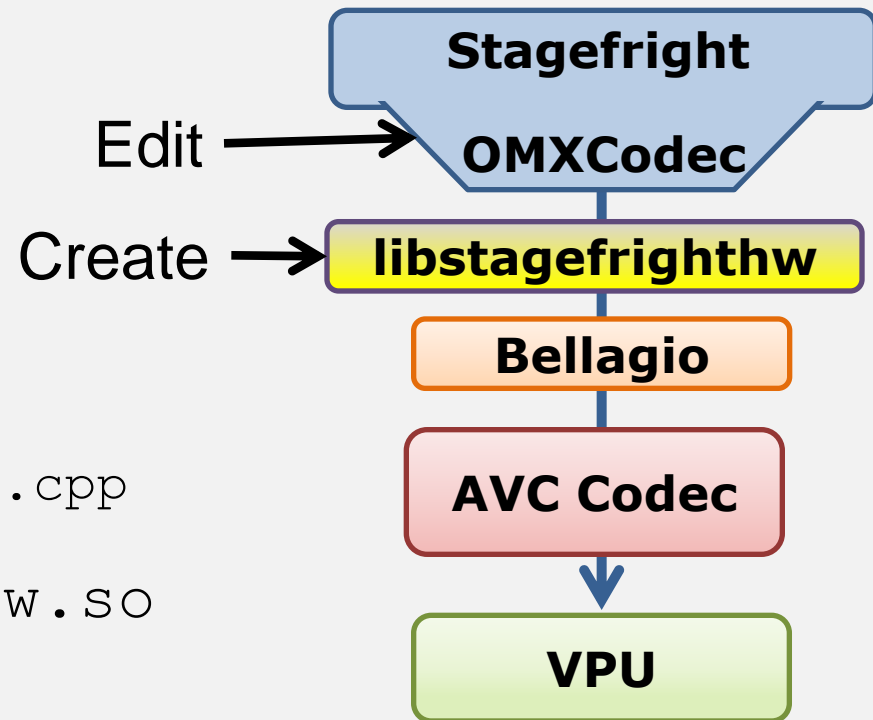 Stagefright
Edit
OMXCodec
Create
libstagefrighthw
Bellagio
.cpp
AVC Codec
w.so
VPU